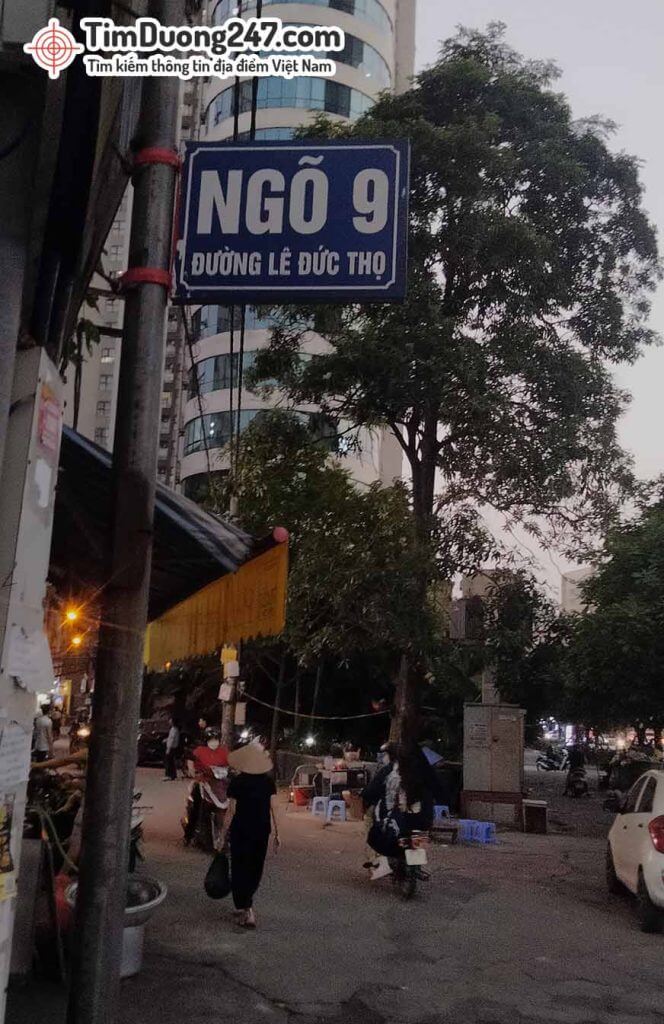 TimDuong247.com
Tìm kiếm thông tin địa điểm Việt Nam
NGÕ 9
ĐƯỜNG LÊ ĐỨC THỌ